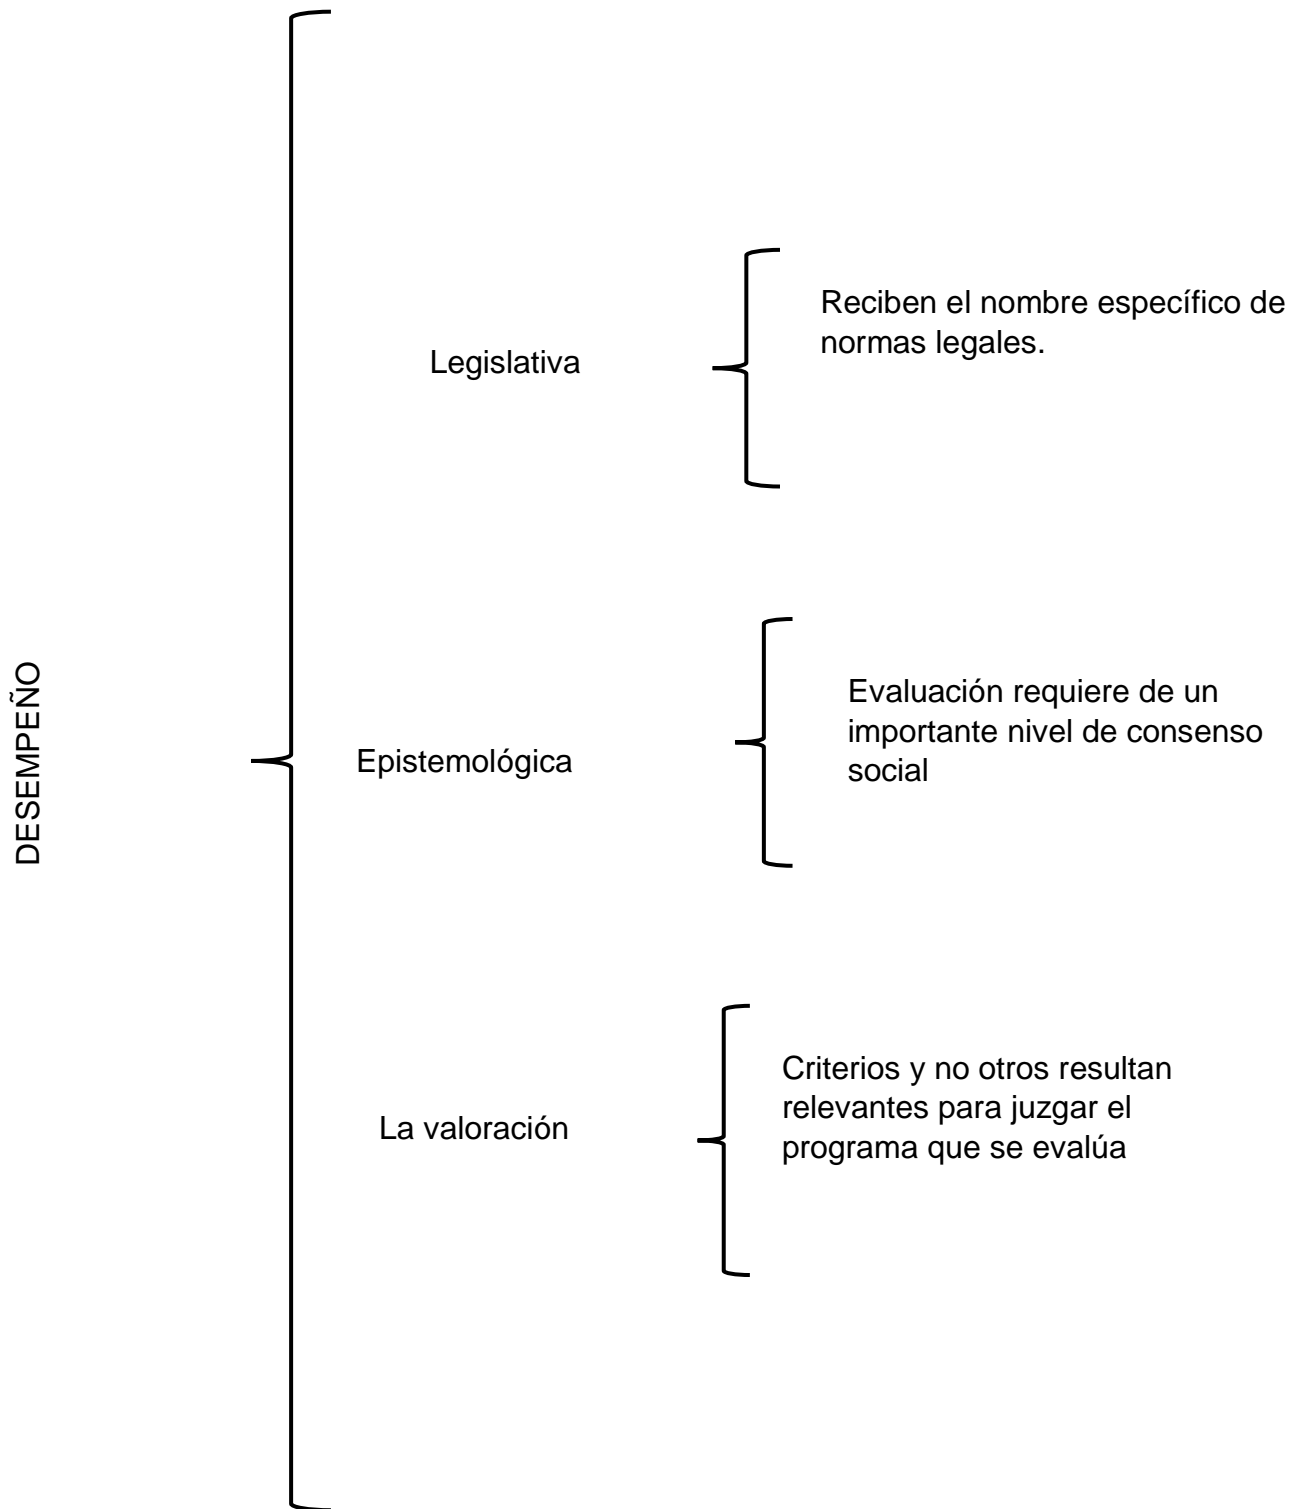 DESEMPEÑO
Legislativa
Reciben el nombre específico de
normas legales.
Epistemológica
Evaluación requiere de un
importante nivel de consenso
social
La valoración
Criterios y no otros resultan
relevantes para juzgar el
programa que se evalúa